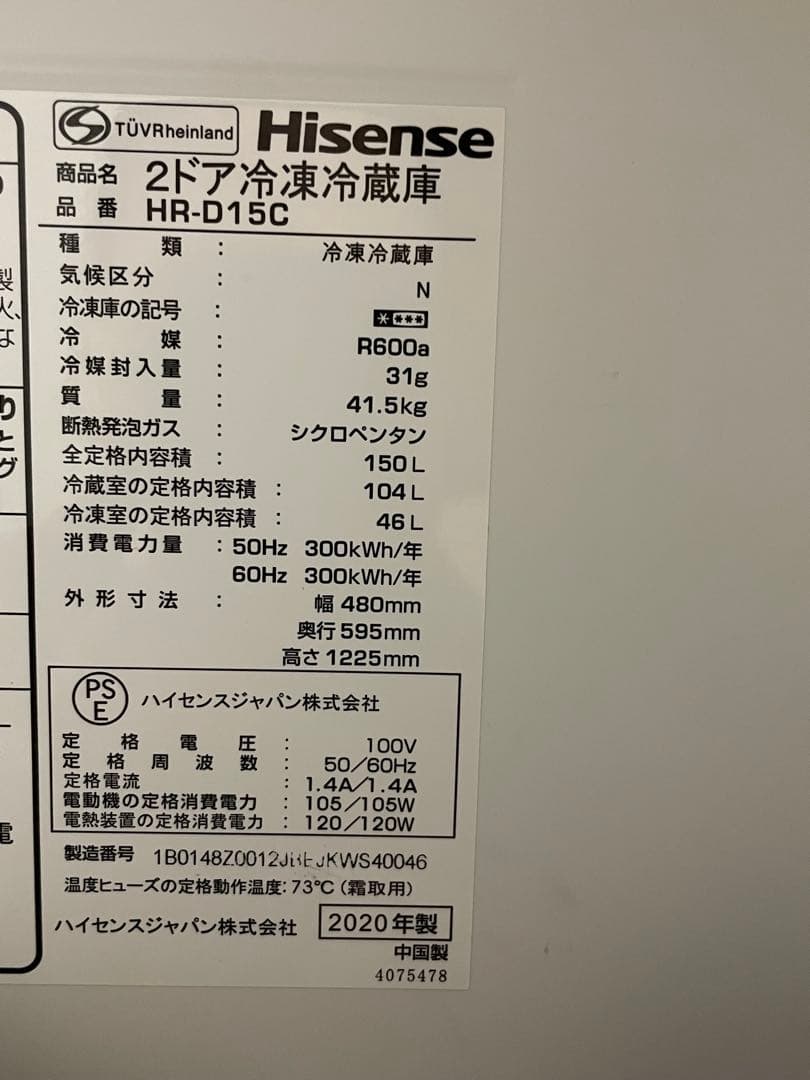 TÜVRheinland Hisense
商品名 2ドア冷凍冷蔵庫
品番 HR-D15C
種類 : 冷凍冷蔵庫
気候区分 : N
冷凍庫の記号 : * ***
冷媒 : R600a
冷媒封入量 : 31g
質量 : 41.5kg
断熱発泡ガス : シクロペンタン
全定格内容積 : 150L
冷蔵室の定格内容積 : 104L
冷凍室の定格内容積 : 46L
消費電力量 : 50Hz 300kWh/年
60Hz 300kWh/年
外形寸法 : 幅 480mm
奥行 595mm
高さ 1225mm
PSE ハイセンスジャパン株式会社
定格電圧 : 100V
定格周波数 : 50/60Hz
定格電流 : 1.4A/1.4A
電動機の定格消費電力 : 105/105W
電熱装置の定格消費電力 : 120/120W
製造番号
温度ヒューズの定格動作温度:73℃(霜取用)
ハイセンスジャパン株式会社 2020年製
中国製
4075478
製
火、
な
り
と
グ
電